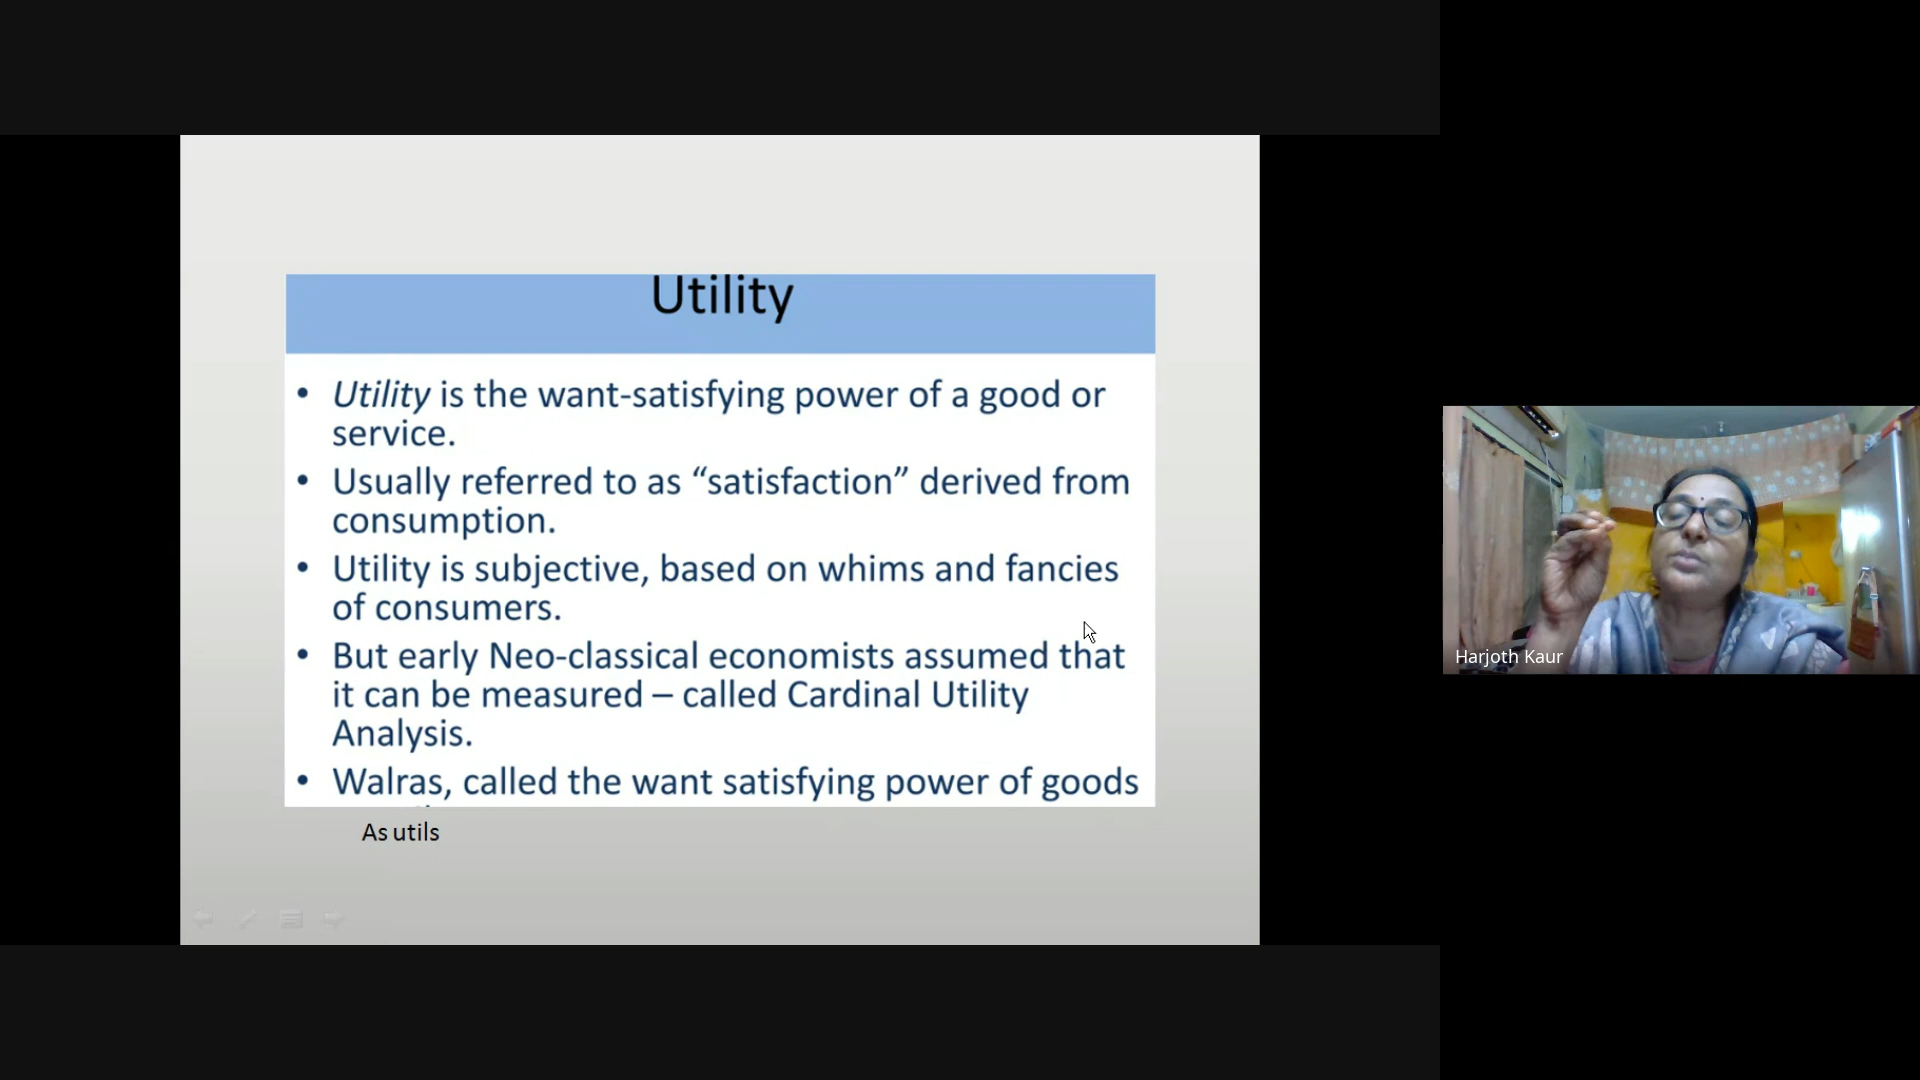 Utility
• Utility is the want-satisfying power of a good or
service.
• Usually referred to as “satisfaction” derived from
consumption.
• Utility is subjective, based on whims and fancies
of consumers.
• But early Neo-classical economists assumed that
it can be measured – called Cardinal Utility
Analysis.
• Walras, called the want satisfying power of goods
As utils
Harjoth Kaur